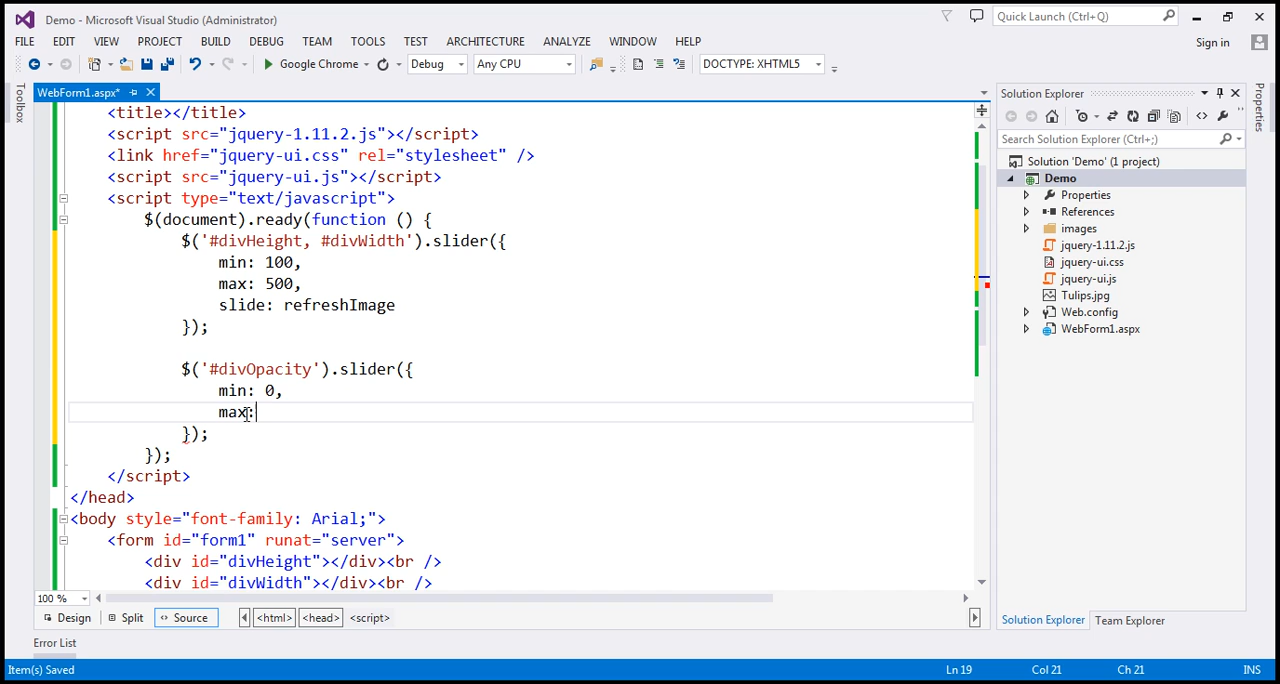 Demo - Microsoft Visual Studio (Administrator)
Quick Launch (Ctrl+Q)
FILE EDIT VIEW PROJECT BUILD DEBUG TEAM TOOLS TEST ARCHITECTURE ANALYZE WINDOW HELP
Sign in
Google Chrome Debug Any CPU DOCTYPE: XHTML5
Toolbox
WebForm1.aspx*
<title></title>
<script src="jquery-1.11.2.js"></script>
<link href="jquery-ui.css" rel="stylesheet" />
<script src="jquery-ui.js"></script>
<script type="text/javascript">
$(document).ready(function () {
$('#divHeight, #divWidth').slider({
min: 100,
max: 500,
slide: refreshImage
});
$('#divOpacity').slider({
min: 0,
max:
});
});
</script>
</head>
<body style="font-family: Arial;">
<form id="form1" runat="server">
<div id="divHeight"></div><br />
<div id="divWidth"></div><br />
100 %
Design Split Source <html> <head> <script>
Error List
Solution Explorer
Search Solution Explorer (Ctrl+;)
Solution 'Demo' (1 project)
Demo
Properties
References
images
jquery-1.11.2.js
jquery-ui.css
jquery-ui.js
Tulips.jpg
Web.config
WebForm1.aspx
Solution Explorer Team Explorer
Properties
Item(s) Saved Ln 19 Col 21 Ch 21 INS